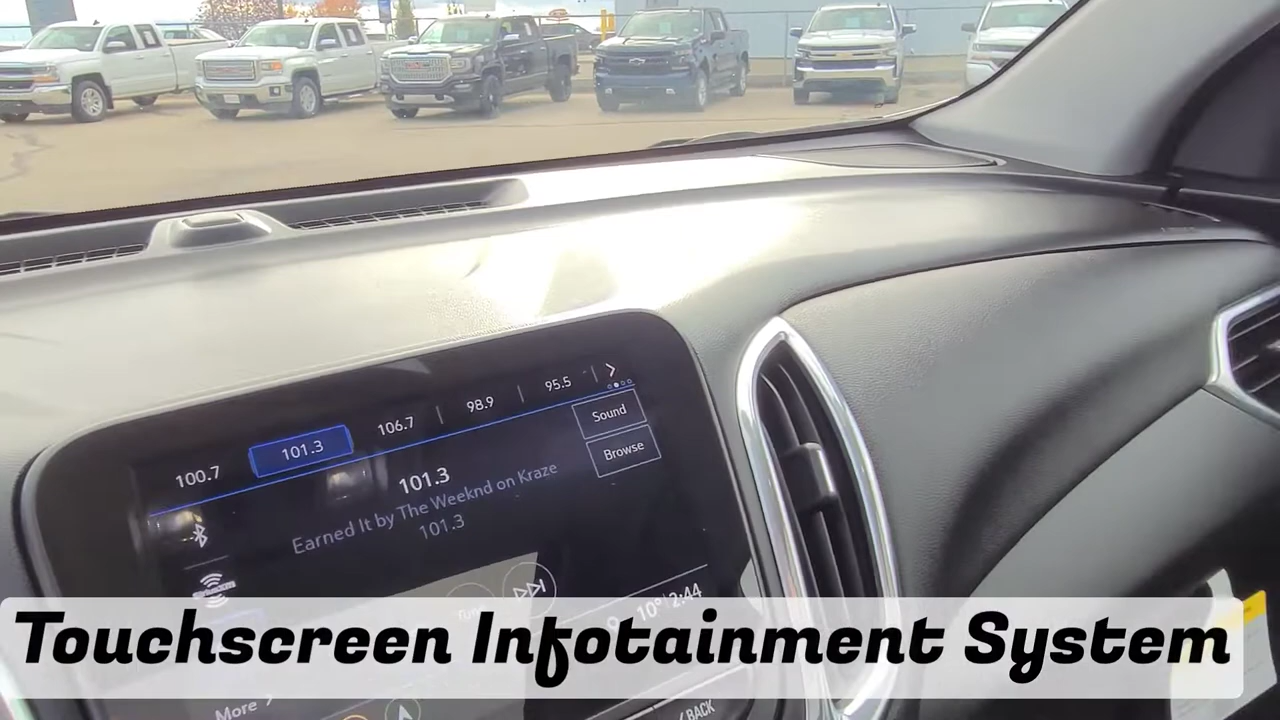 100.7 101.3 106.7 98.9 95.5
Sound
Browse
101.3
Earned It by The Weeknd on Kraze
101.3
10° 2:44
Touchscreen Infotainment System
More
BACK